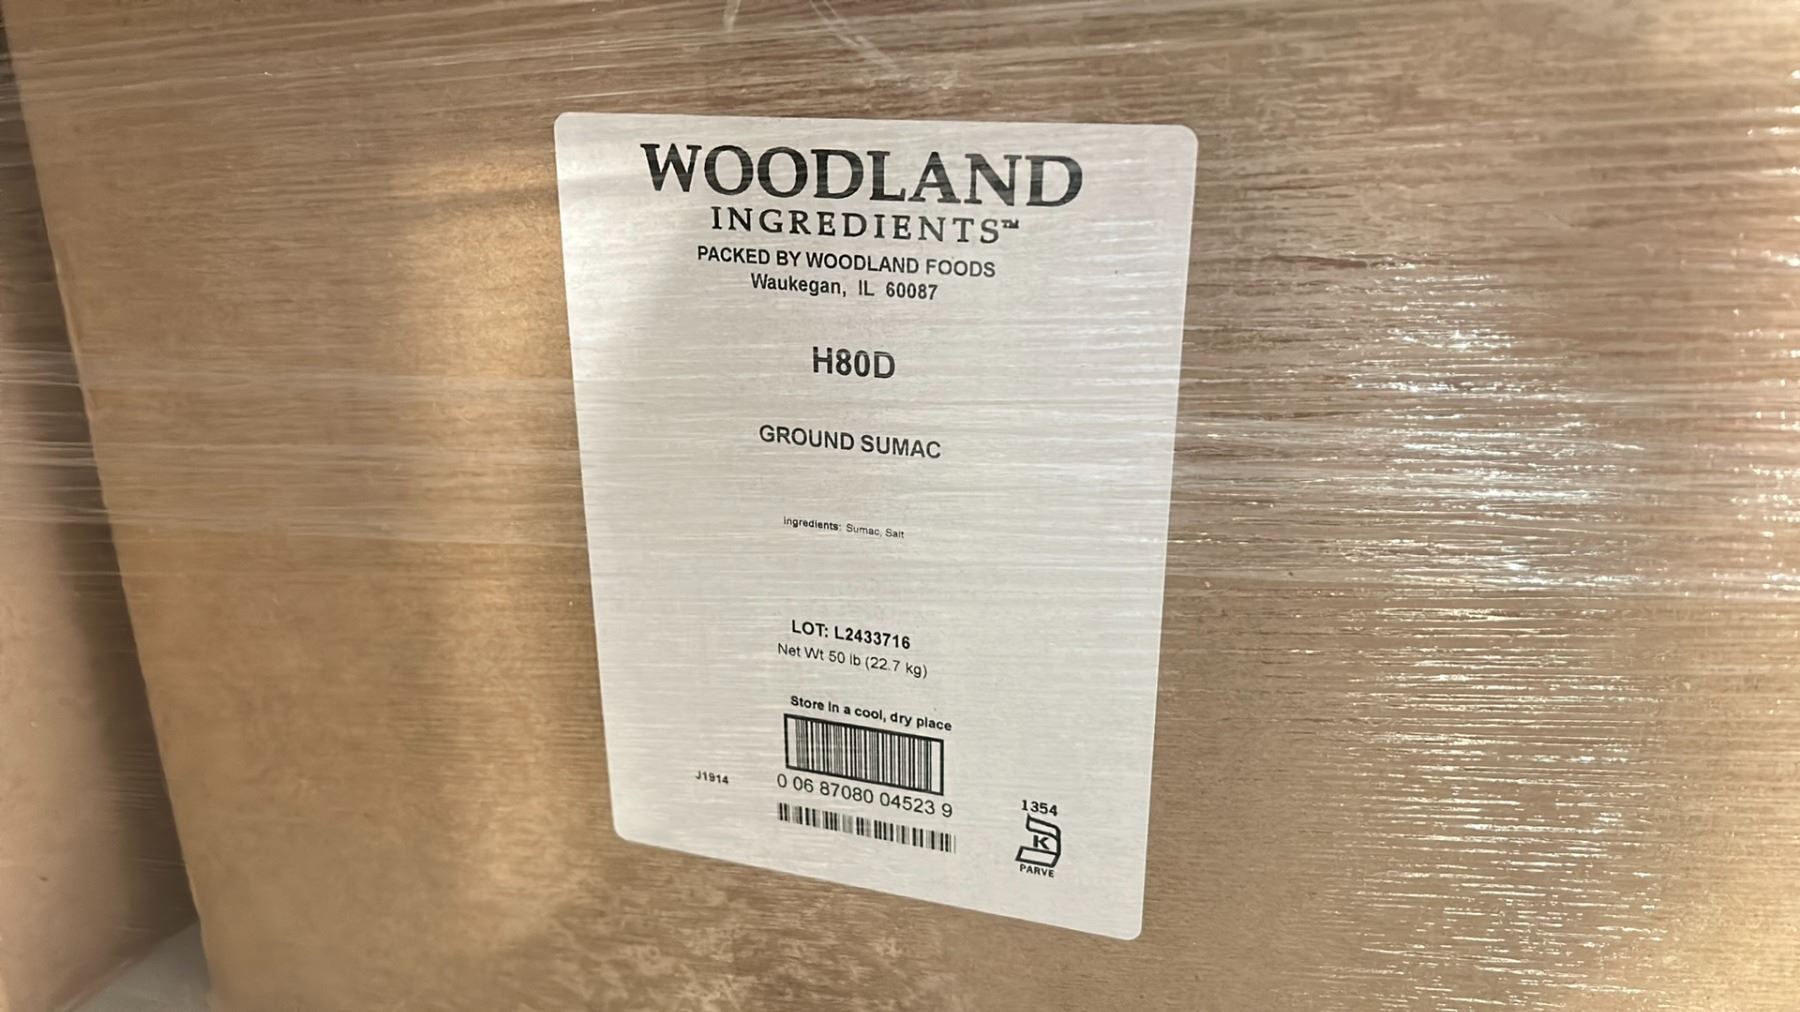 WOODLAND
INGREDIENTS™
PACKED BY WOODLAND FOODS
Waukegan, IL 60087
H80D
GROUND SUMAC
Ingredients: Sumac, Salt
LOT: L2433716
Net Wt 50 lb (22.7 kg)
Store in a cool, dry place
J1914
0 06 87080 04523 9
1354
K
PARVE